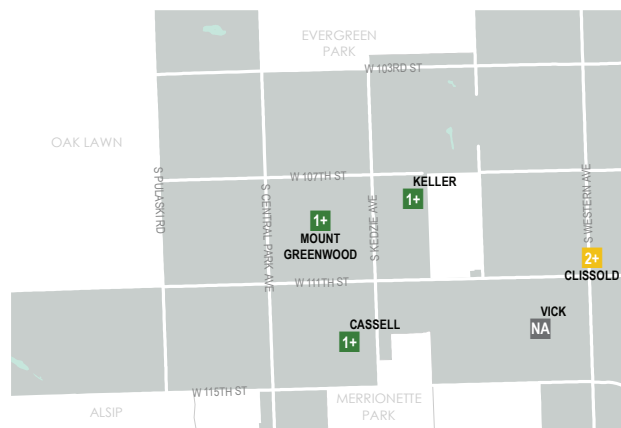 EVERGREEN
PARK
W 103RD ST
OAK LAWN
S PULASKI RD
S CENTRAL PARK AVE
S KEDZIE AVE
S WESTERN AVE
W 107TH ST
KELLER
1+
1+
MOUNT
GREENWOOD
2+
CLISSOLD
W 111TH ST
VICK
NA
CASSELL
1+
W 115TH ST
ALSIP
MERRIONETTE
PARK